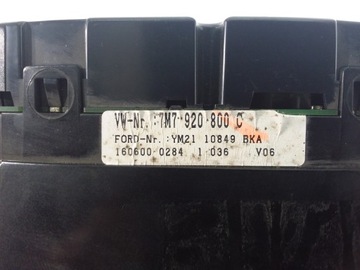 VW-Nr. :7M7 920 800 C
FORD-Nr. :YM21 10849 BKA
160600 0284 1 036 V06